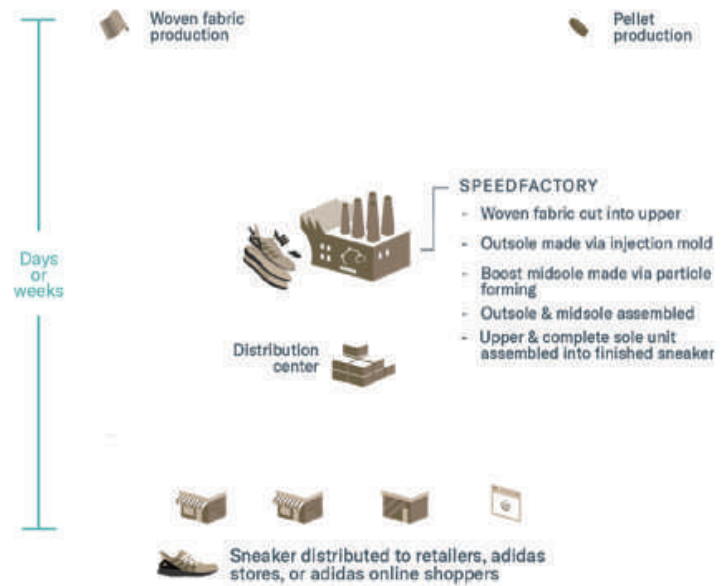 Woven fabric
production
Pellet
production
Days
or
weeks
SPEEDFACTORY
- Woven fabric cut into upper
- Outsole made via injection mold
- Boost midsole made via particle
forming
- Outsole & midsole assembled
- Upper & complete sole unit
assembled into finished sneaker
Distribution
center
Sneaker distributed to retailers, adidas
stores, or adidas online shoppers